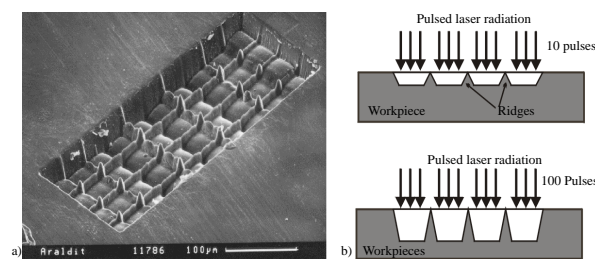 a)
Araldit 11786 100µm
Pulsed laser radiation
10 pulses
Workpiece
Ridges
Pulsed laser radiation
100 Pulses
b)
Workpieces